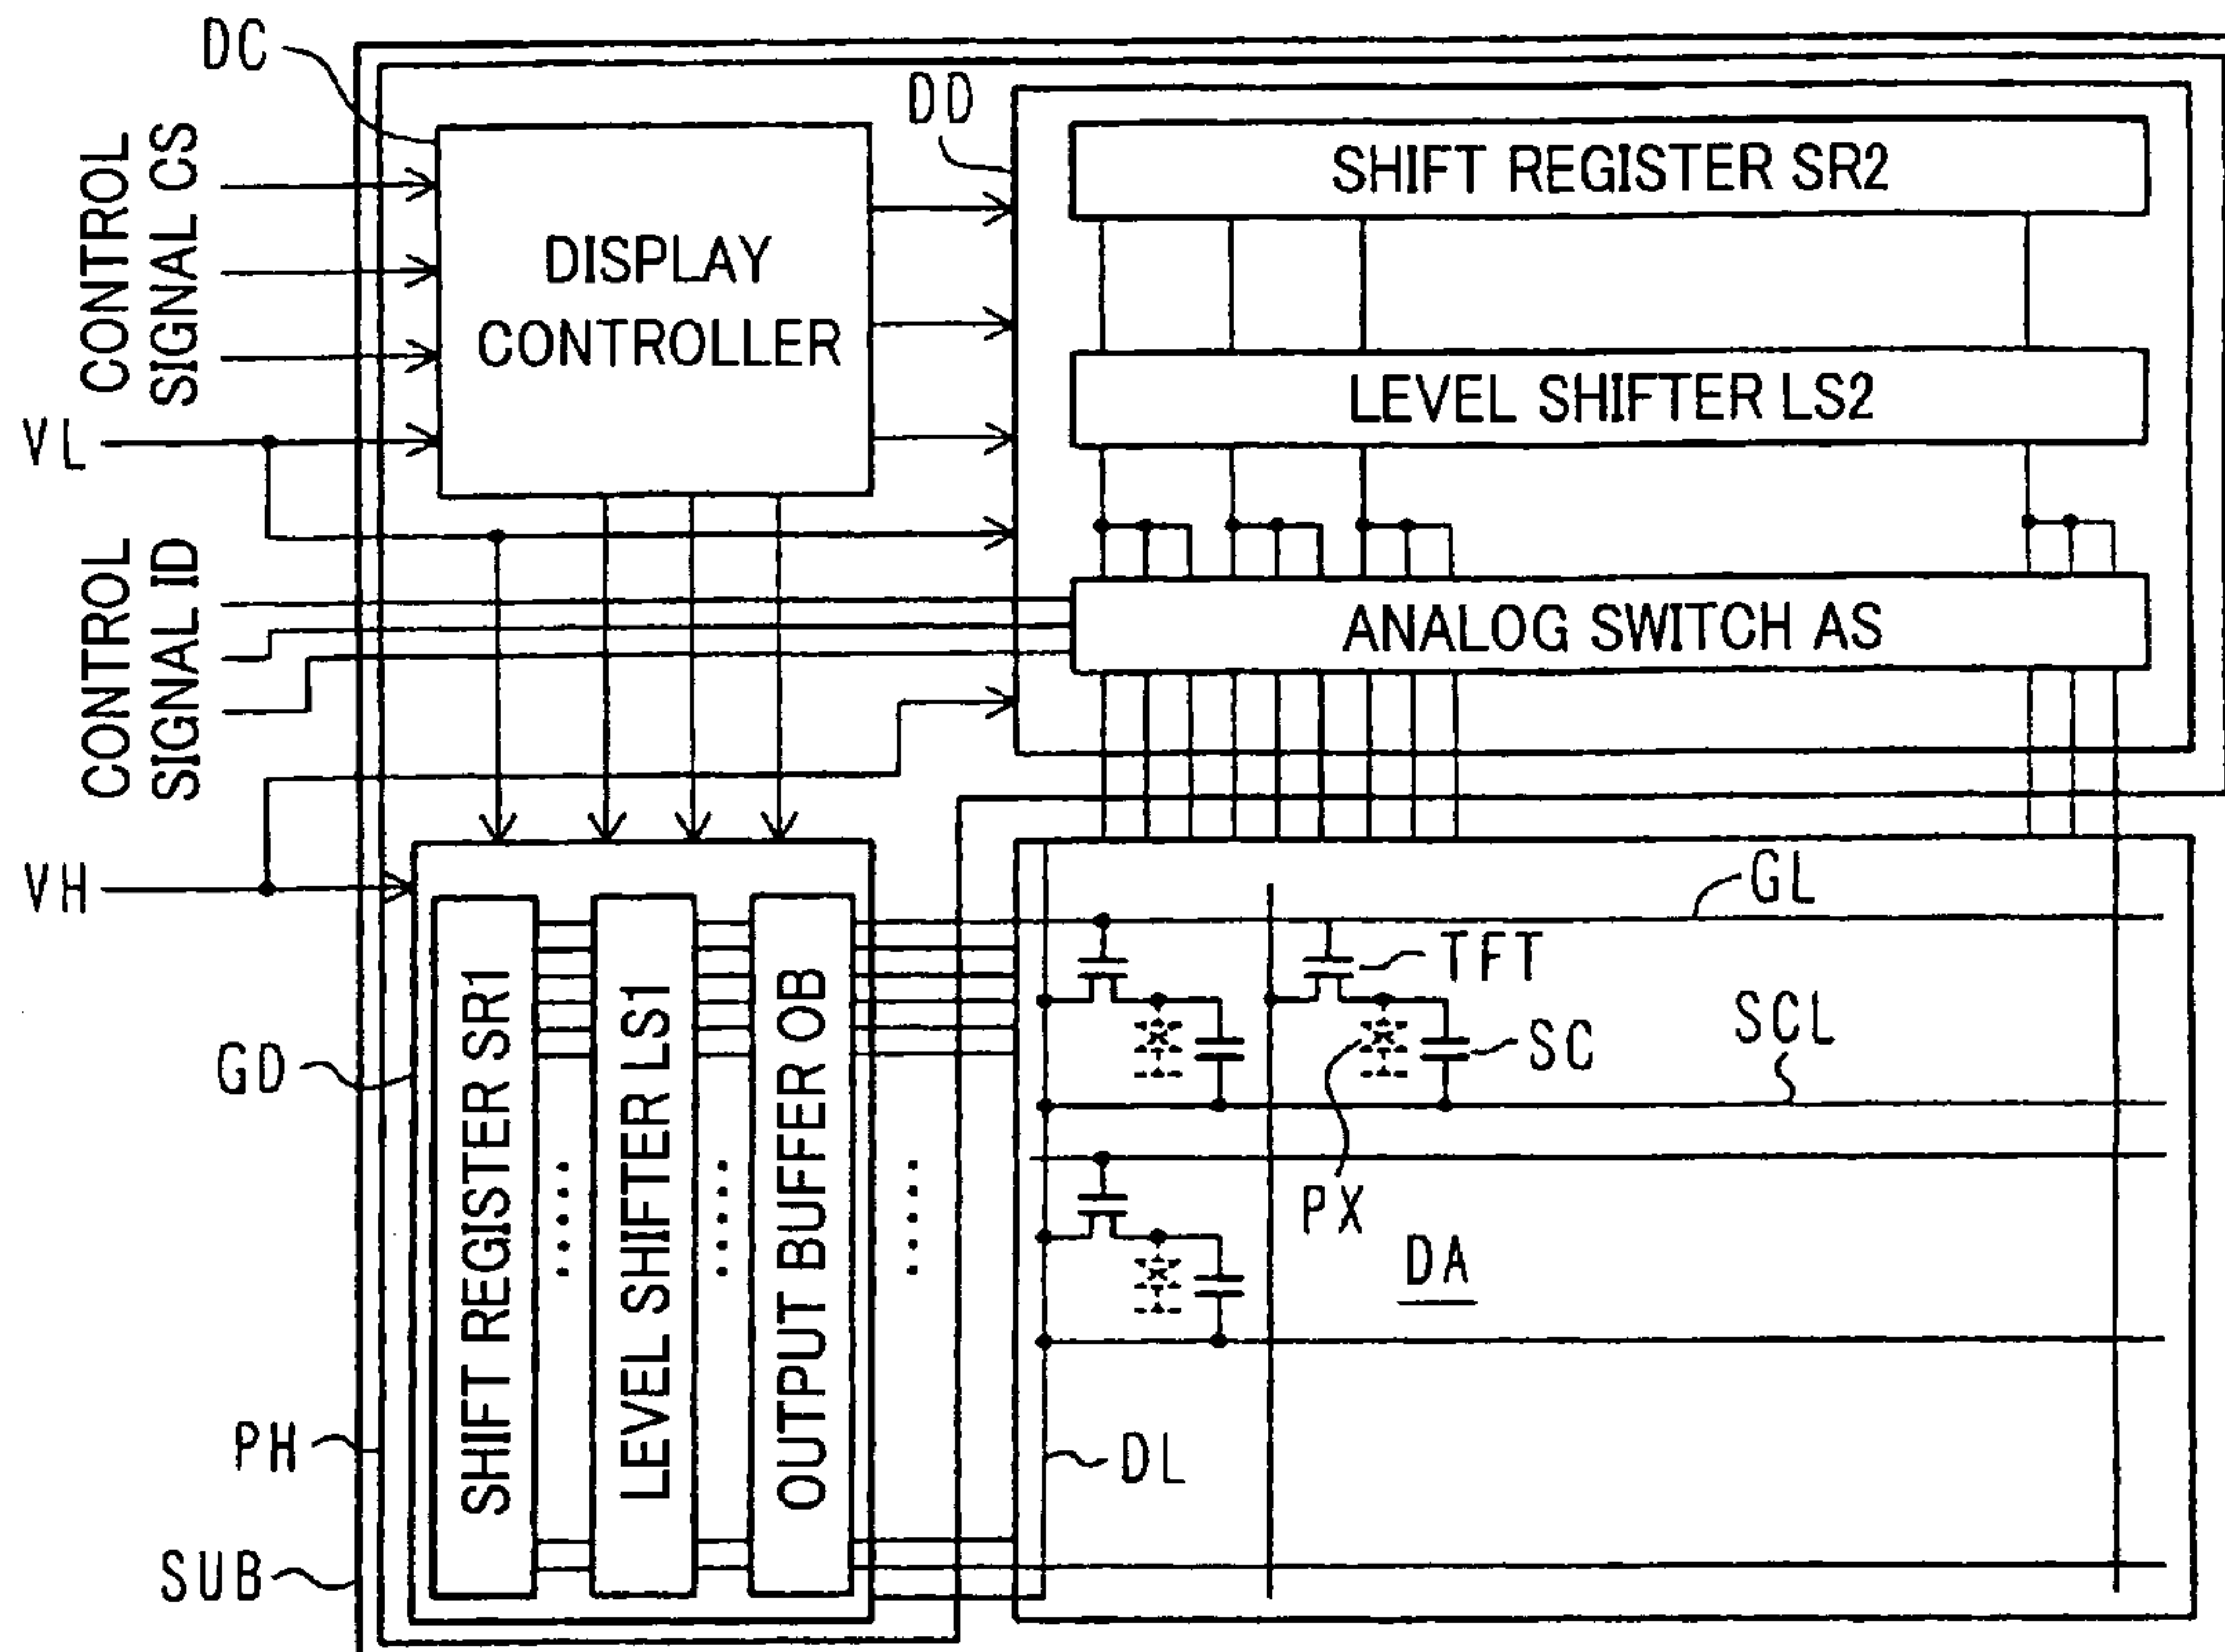 DC
DD
CONTROL
SIGNAL CS
SHIFT REGISTER SR2
DISPLAY
CONTROLLER
LEVEL SHIFTER LS2
VL
CONTROL
SIGNAL ID
ANALOG SWITCH AS
VH
GL
TFT
SCL
SC
GD
SHIFT REGISTER SR1
LEVEL SHIFTER LS1
OUTPUT BUFFER OB
PX
DA
PH
DL
SUB